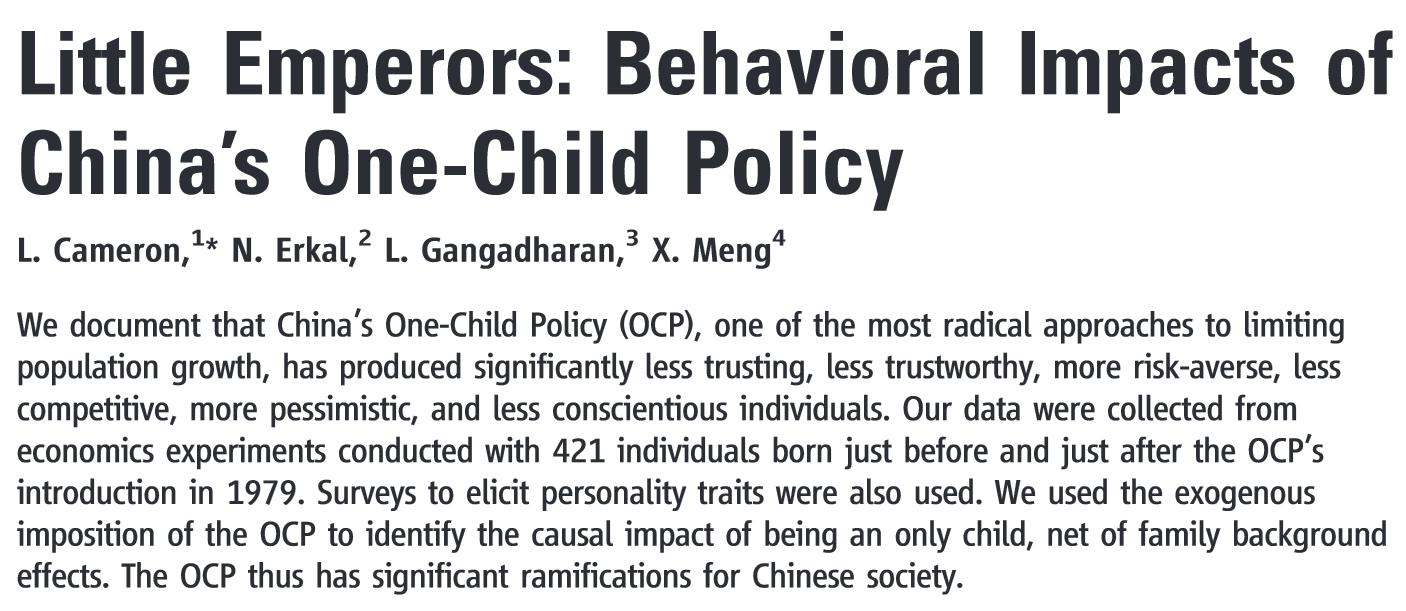 Little Emperors: Behavioral Impacts of
China’s One-Child Policy
L. Cameron,1* N. Erkal,2 L. Gangadharan,3 X. Meng4
We document that China’s One-Child Policy (OCP), one of the most radical approaches to limiting
population growth, has produced significantly less trusting, less trustworthy, more risk-averse, less
competitive, more pessimistic, and less conscientious individuals. Our data were collected from
economics experiments conducted with 421 individuals born just before and just after the OCP’s
introduction in 1979. Surveys to elicit personality traits were also used. We used the exogenous
imposition of the OCP to identify the causal impact of being an only child, net of family background
effects. The OCP thus has significant ramifications for Chinese society.